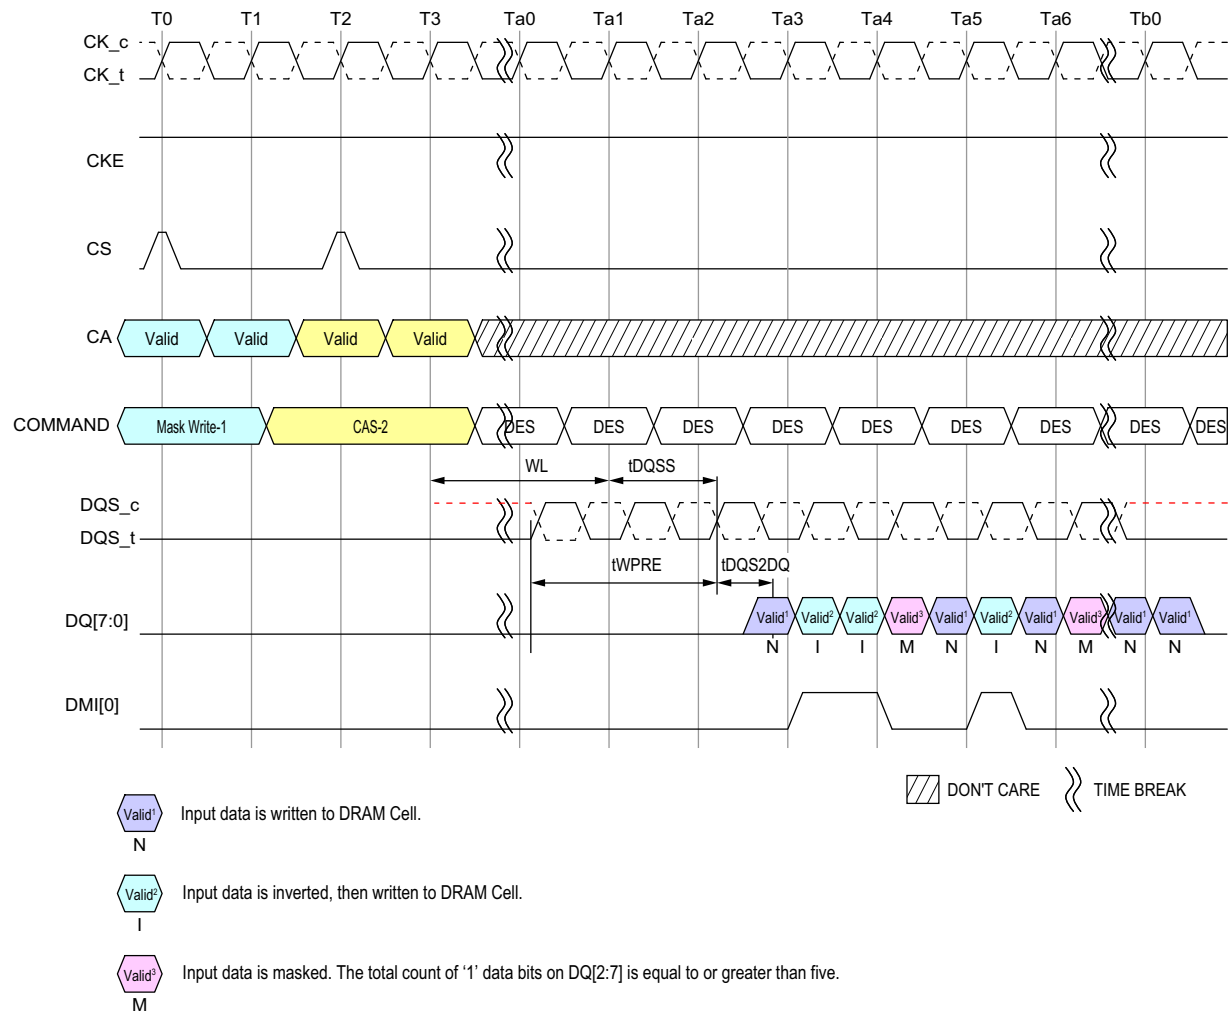 T0 T1 T2 T3 Ta0 Ta1 Ta2 Ta3 Ta4 Ta5 Ta6 Tb0
CK_c
CK_t
CKE
CS
CA Valid Valid Valid Valid
COMMAND Mask Write-1 CAS-2 DES DES DES DES DES DES DES DES DES
WL tDQSS
DQS_c
DQS_t
tWPRE tDQS2DQ
DQ[7:0] Valid¹ Valid² Valid² Valid³ Valid¹ Valid² Valid¹ Valid³ Valid¹ Valid¹
N I I M N I N M N N
DMI[0]
DON'T CARE TIME BREAK
Valid¹ Input data is written to DRAM Cell.
N
Valid² Input data is inverted, then written to DRAM Cell.
I
Valid³ Input data is masked. The total count of ‘1’ data bits on DQ[2:7] is equal to or greater than five.
M